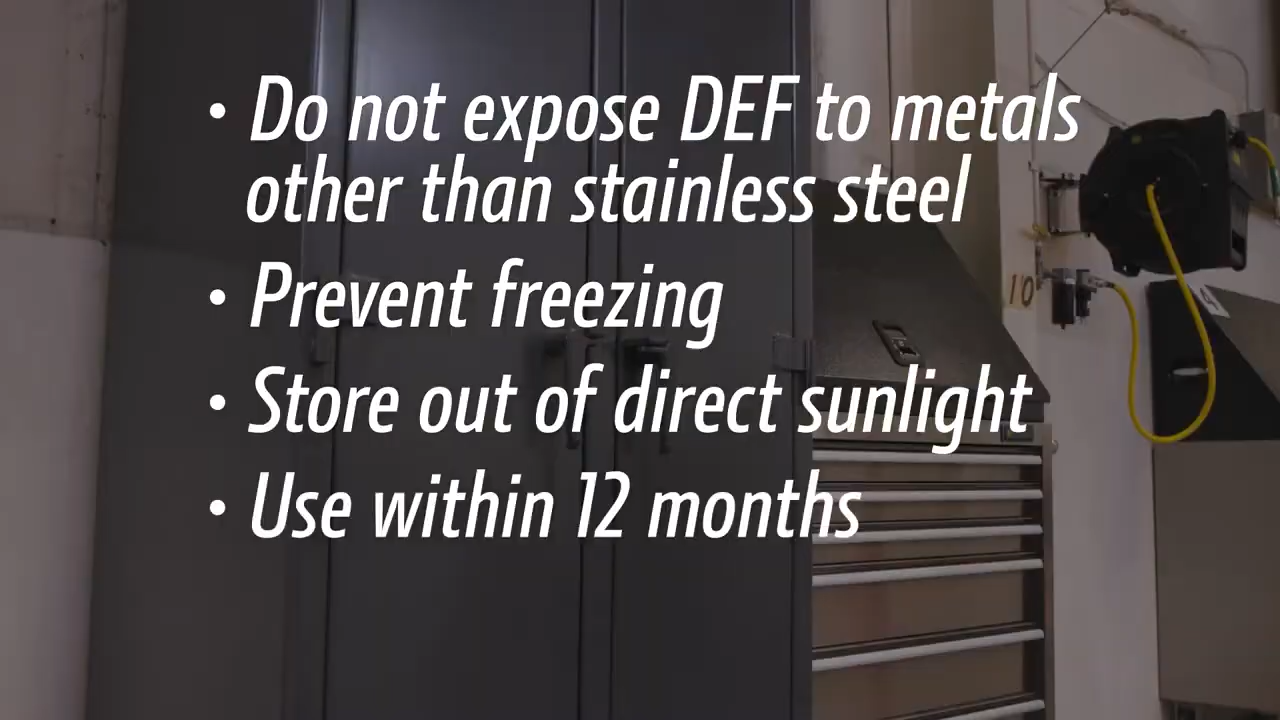 • Do not expose DEF to metals
other than stainless steel
• Prevent freezing
• Store out of direct sunlight
• Use within 12 months
10